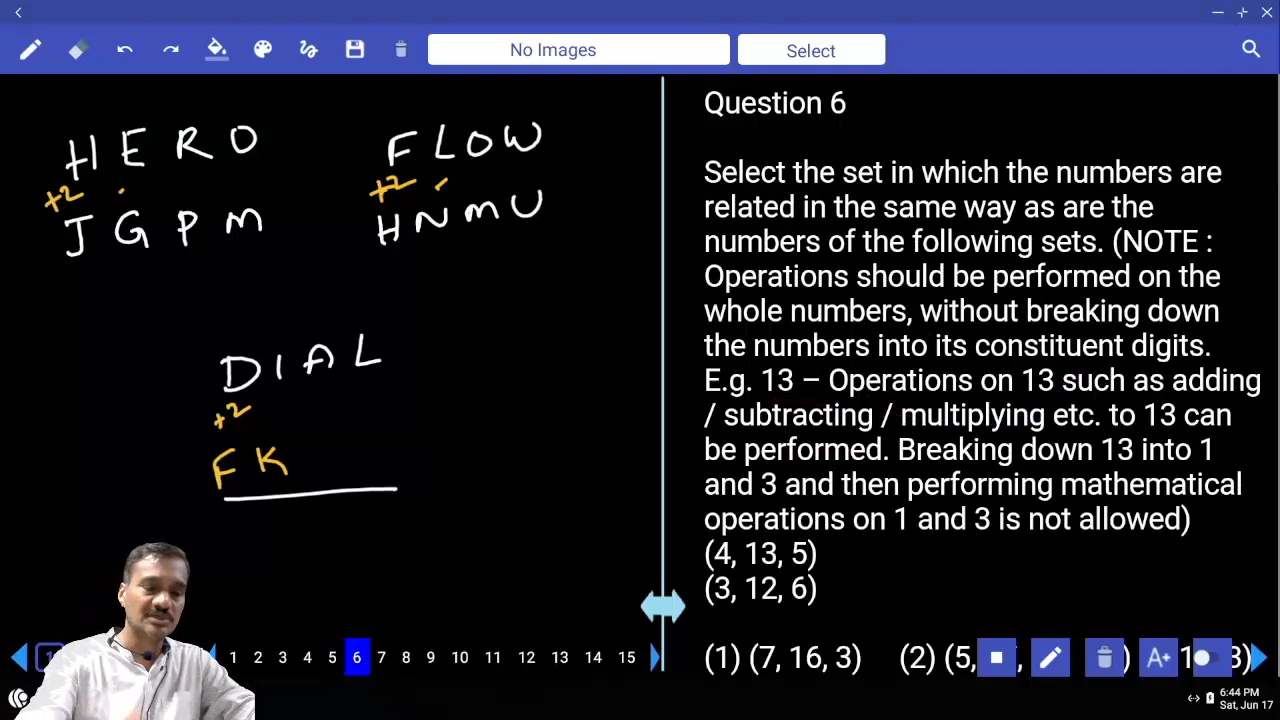 No Images
Select
HERO
+2
JGPM
FLOW
+2
HNMU
DIAL
+2
FK
Question 6
Select the set in which the numbers are
related in the same way as are the
numbers of the following sets. (NOTE :
Operations should be performed on the
whole numbers, without breaking down
the numbers into its constituent digits.
E.g. 13 – Operations on 13 such as adding
/ subtracting / multiplying etc. to 13 can
be performed. Breaking down 13 into 1
and 3 and then performing mathematical
operations on 1 and 3 is not allowed)
(4, 13, 5)
(3, 12, 6)
(1) (7, 16, 3) (2) (5,
A+
1 2 3 4 5 6 7 8 9 10 11 12 13 14 15
6:44 PM
Sat, Jun 17